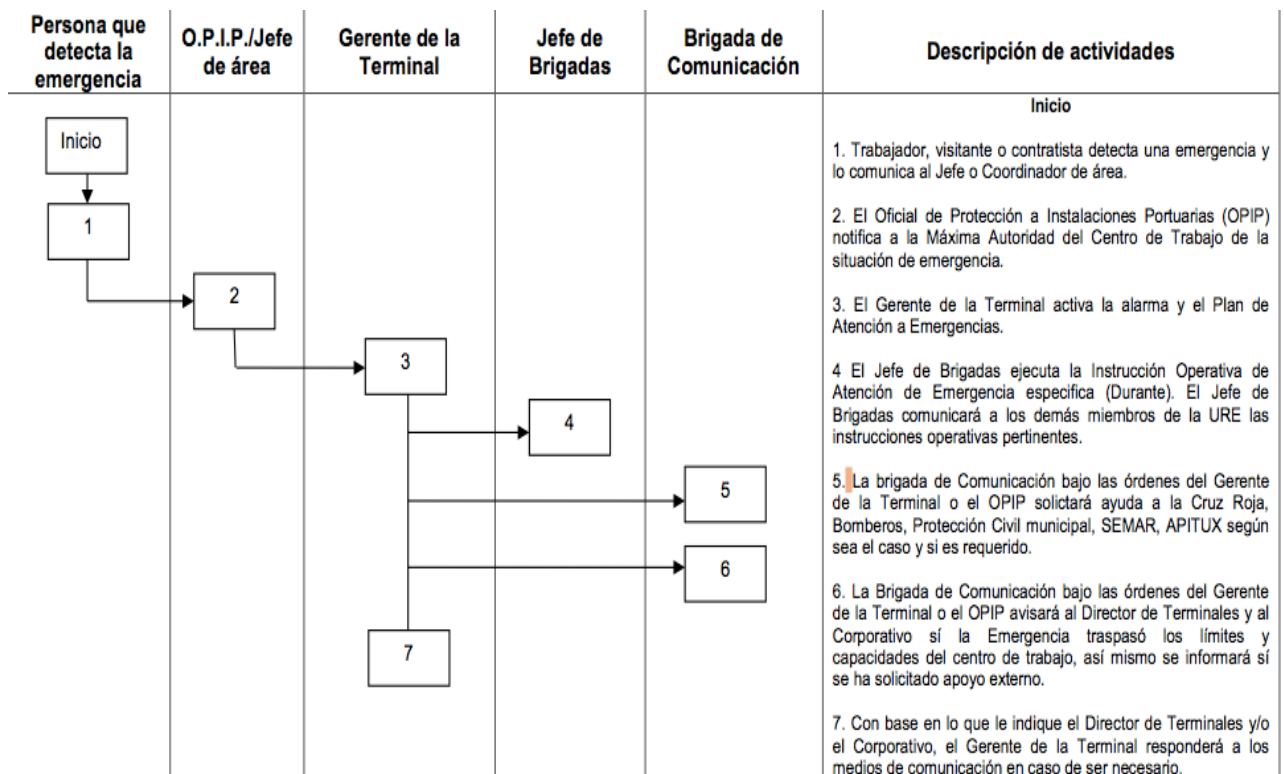 Persona que
detecta la
emergencia
O.P.I.P./Jefe
de área
Gerente de la
Terminal
Jefe de
Brigadas
Brigada de
Comunicación
Descripción de actividades
Inicio
1
2
3
4
5
6
7
Inicio
1. Trabajador, visitante o contratista detecta una emergencia y
lo comunica al Jefe o Coordinador de área.
2. El Oficial de Protección a Instalaciones Portuarias (OPIP)
notifica a la Máxima Autoridad del Centro de Trabajo de la
situación de emergencia.
3. El Gerente de la Terminal activa la alarma y el Plan de
Atención a Emergencias.
4 El Jefe de Brigadas ejecuta la Instrucción Operativa de
Atención de Emergencia especifica (Durante). El Jefe de
Brigadas comunicará a los demás miembros de la URE las
instrucciones operativas pertinentes.
5. La brigada de Comunicación bajo las órdenes del Gerente
de la Terminal o el OPIP solictará ayuda a la Cruz Roja,
Bomberos, Protección Civil municipal, SEMAR, APITUX según
sea el caso y si es requerido.
6. La Brigada de Comunicación bajo las órdenes del Gerente
de la Terminal o el OPIP avisará al Director de Terminales y al
Corporativo sí la Emergencia traspasó los límites y
capacidades del centro de trabajo, así mismo se informará sí
se ha solicitado apoyo externo.
7. Con base en lo que le indique el Director de Terminales y/o
el Corporativo, el Gerente de la Terminal responderá a los
medios de comunicación en caso de ser necesario.